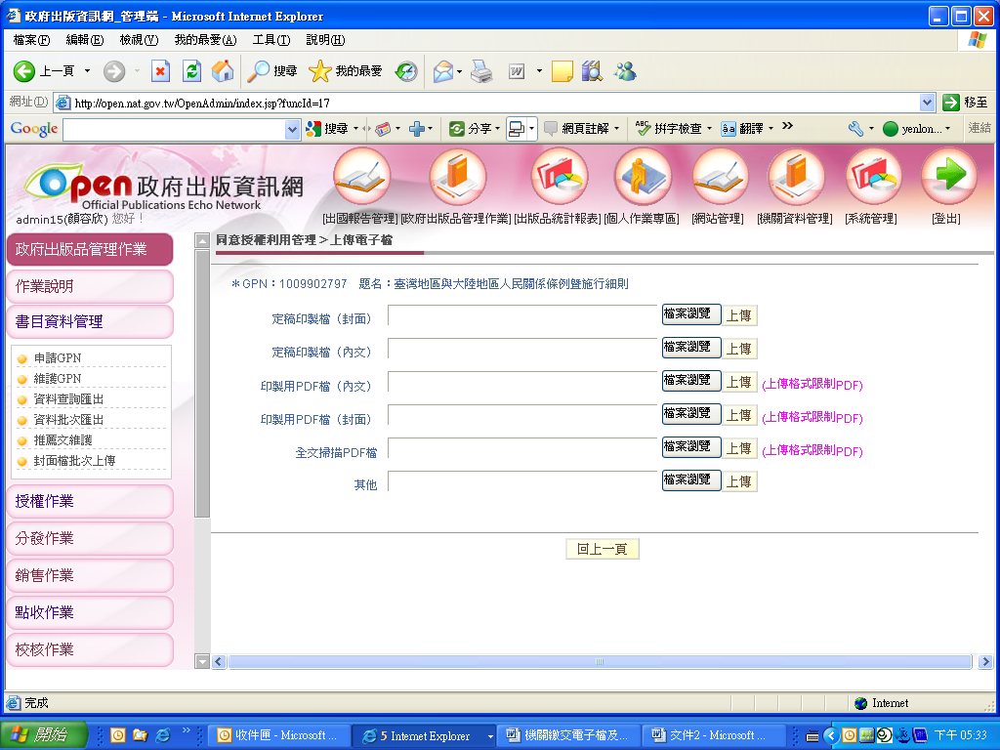 政府出版資訊網_管理端 - Microsoft Internet Explorer
檔案(F) 編輯(E) 檢視(V) 我的最愛(A) 工具(T) 說明(H)
上一頁 搜尋 我的最愛
網址(D) http://open.nat.gov.tw/OpenAdmin/index.jsp?funcId=17 移至
Google 搜尋 分享 網頁註解 拼字檢查 翻譯 yenlon... 連結
Open 政府出版資訊網
Official Publications Echo Network
admin15(顏容欣) 您好！
[出國報告管理] [政府出版品管理作業] [出版品統計報表] [個人作業專區] [網站管理] [機關資料管理] [系統管理] [登出]
政府出版品管理作業
作業說明
書目資料管理
申請GPN
維護GPN
資料查詢匯出
資料批次匯出
推薦文維護
封面檔批次上傳
授權作業
分發作業
銷售作業
點收作業
校核作業
同意授權利用管理＞上傳電子檔
＊GPN：1009902797 題名：臺灣地區與大陸地區人民關係條例暨施行細則
定稿印製檔（封面） 檔案瀏覽 上傳
定稿印製檔（內文） 檔案瀏覽 上傳
印製用PDF檔（內文） 檔案瀏覽 上傳 (上傳格式限制PDF)
印製用PDF檔（封面） 檔案瀏覽 上傳 (上傳格式限制PDF)
全文掃描PDF檔 檔案瀏覽 上傳 (上傳格式限制PDF)
其他 檔案瀏覽 上傳
回上一頁
完成 Internet
開始 收件匣 - Microsoft ... 5 Internet Explorer 機關繳交電子檔及... 文件2 - Microsoft ... 下午 05:33